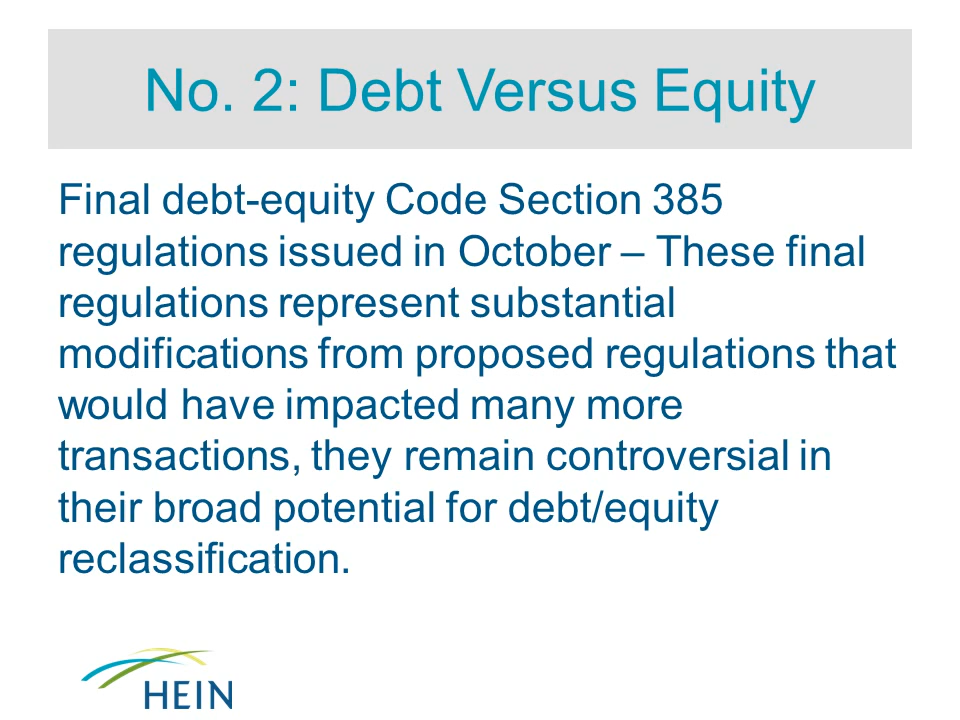 No. 2: Debt Versus Equity
Final debt-equity Code Section 385
regulations issued in October – These final
regulations represent substantial
modifications from proposed regulations that
would have impacted many more
transactions, they remain controversial in
their broad potential for debt/equity
reclassification.
HEIN